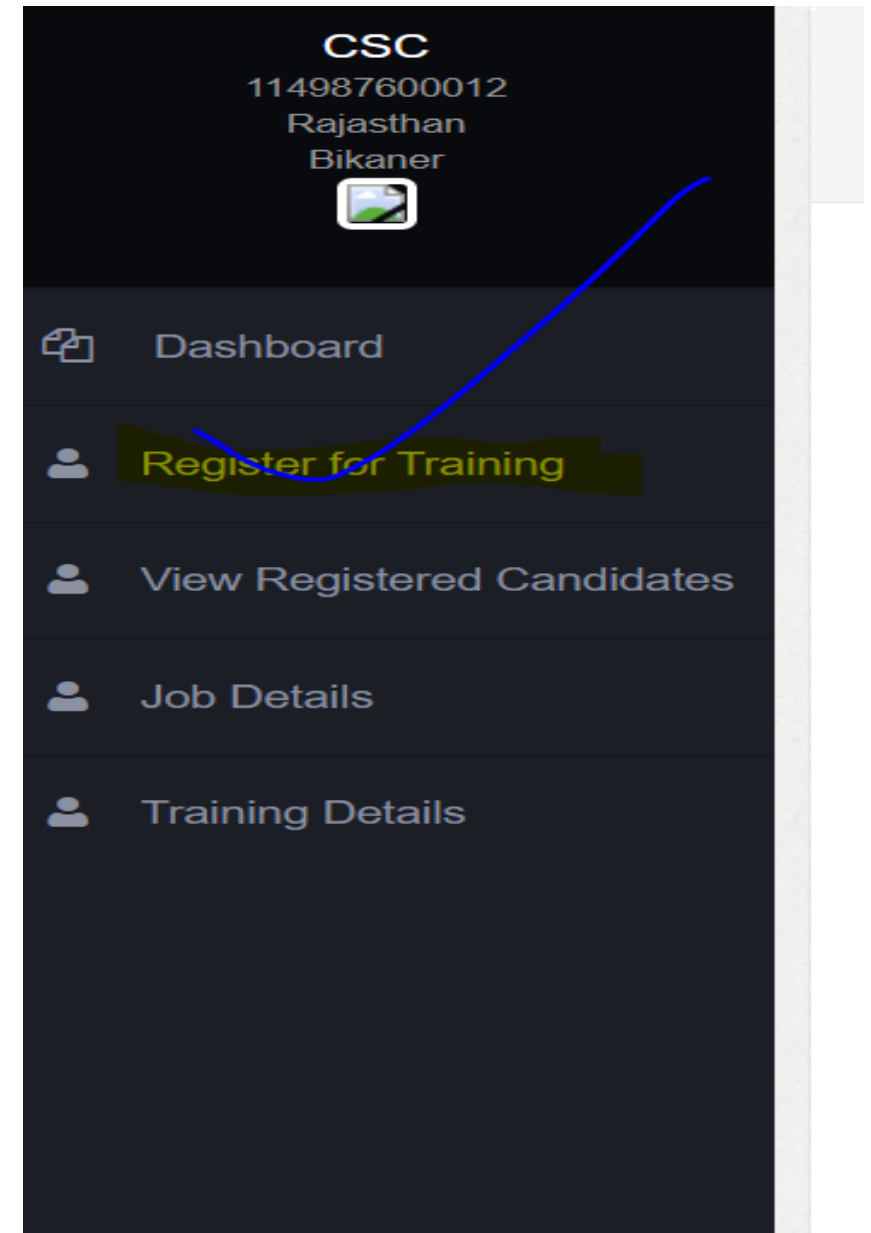 CSC
114987600012
Rajasthan
Bikaner
Dashboard
Register for Training
View Registered Candidates
Job Details
Training Details